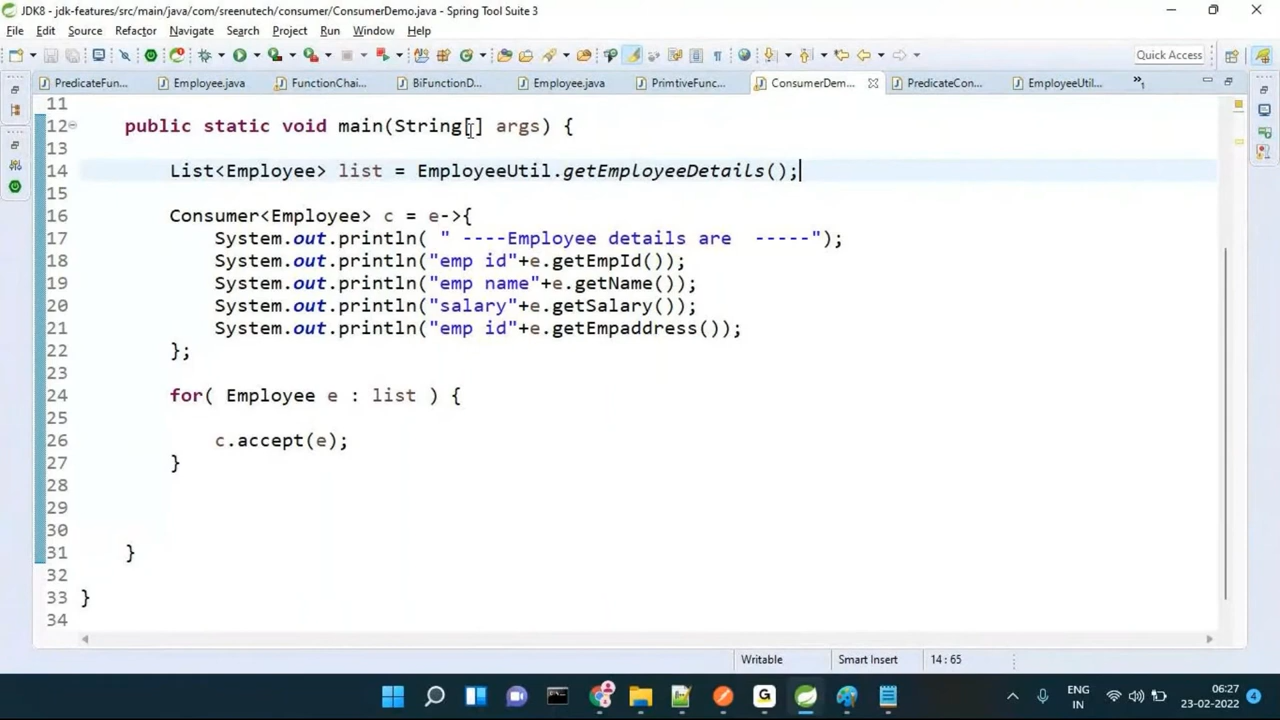 JDK8 - jdk-features/src/main/java/com/sreenutech/consumer/ConsumerDemo.java - Spring Tool Suite 3
File Edit Source Refactor Navigate Search Project Run Window Help
Quick Access
PredicateFun... Employee.java FunctionChai... BiFunctionD... Employee.java PrimtiveFunc... ConsumerDem... PredicateCon... EmployeeUtil... »1
11
12 public static void main(String[] args) {
13
14 List<Employee> list = EmployeeUtil.getEmployeeDetails();
15
16 Consumer<Employee> c = e->{
17 System.out.println( " ----Employee details are  -----");
18 System.out.println("emp id"+e.getEmpId());
19 System.out.println("emp name"+e.getName());
20 System.out.println("salary"+e.getSalary());
21 System.out.println("emp id"+e.getEmpaddress());
22 };
23
24 for( Employee e : list ) {
25
26 c.accept(e);
27 }
28
29
30
31 }
32
33 }
34
Writable Smart Insert 14 : 65
ENG 06:27
IN 23-02-2022 4